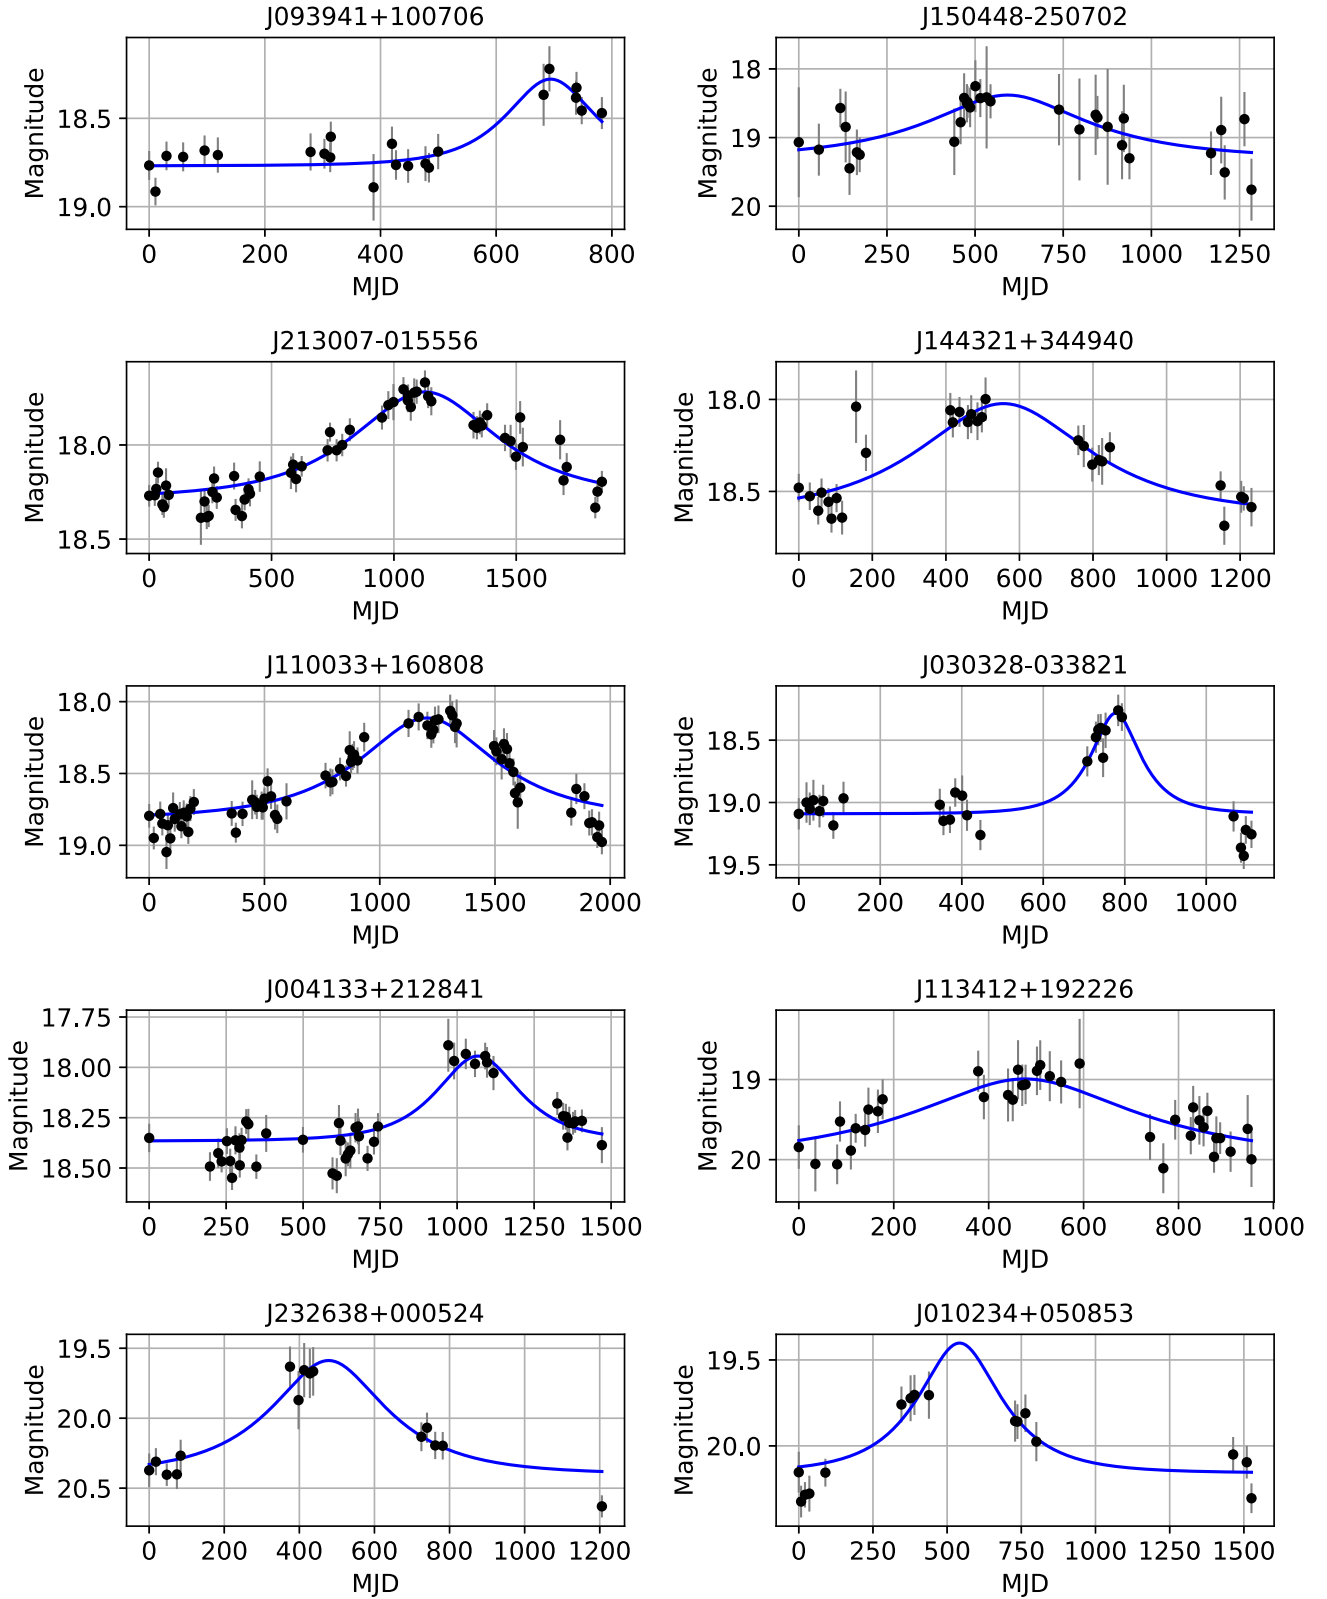 J093941+100706
18.5
19.0
Magnitude
0 200 400 600 800
MJD
J150448-250702
18
19
20
Magnitude
0 250 500 750 1000 1250
MJD
J213007-015556
18.0
18.5
Magnitude
0 500 1000 1500
MJD
J144321+344940
18.0
18.5
Magnitude
0 200 400 600 800 1000 1200
MJD
J110033+160808
18.0
18.5
19.0
Magnitude
0 500 1000 1500 2000
MJD
J030328-033821
18.5
19.0
19.5
Magnitude
0 200 400 600 800 1000
MJD
J004133+212841
17.75
18.00
18.25
18.50
Magnitude
0 250 500 750 1000 1250 1500
MJD
J113412+192226
19
20
Magnitude
0 200 400 600 800 1000
MJD
J232638+000524
19.5
20.0
20.5
Magnitude
0 200 400 600 800 1000 1200
MJD
J010234+050853
19.5
20.0
Magnitude
0 250 500 750 1000 1250 1500
MJD